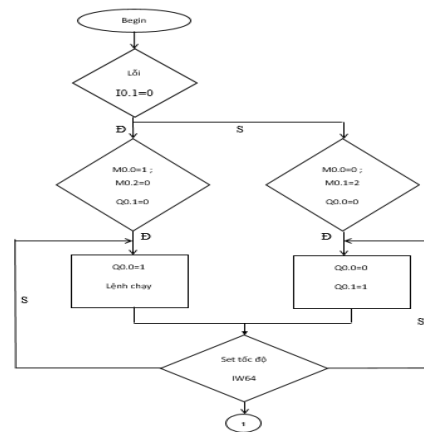 Begin
Lỗi
I0.1=0
Đ
S
M0.0=1 ;
M0.2=0
Q0.1=0
M0.0=0 ;
M0.1=2
Q0.0=0
Đ
Đ
Q0.0=1
Lệnh chạy
Q0.0=0
Q0.1=1
S
S
Set tốc độ
IW64
1